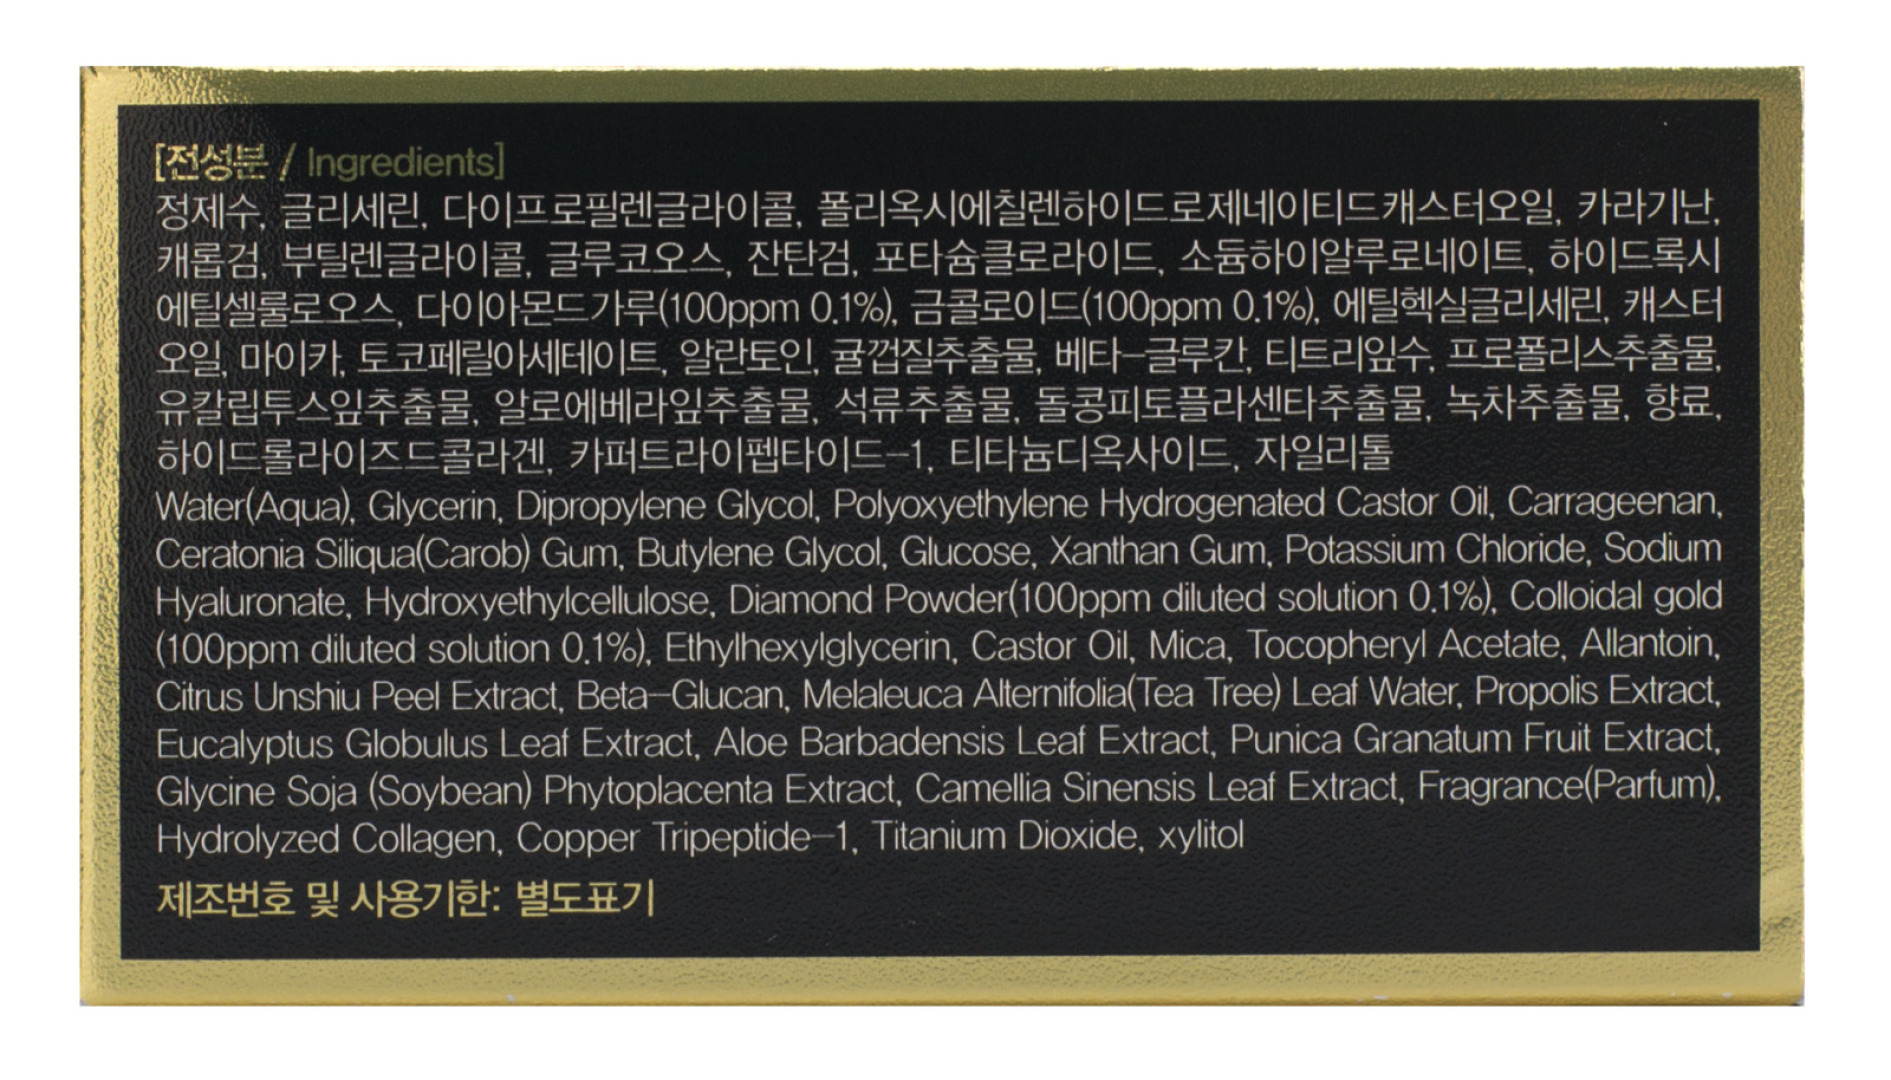 [전성분 / Ingredients]
정제수, 글리세린, 다이프로필렌글라이콜, 폴리옥시에칠렌하이드로제네이티드캐스터오일, 카라기난,
캐롭검, 부틸렌글라이콜, 글루코오스, 잔탄검, 포타슘클로라이드, 소듐하이알루로네이트, 하이드록시
에틸셀룰로오스, 다이아몬드가루(100ppm 0.1%), 금콜로이드(100ppm 0.1%), 에틸헥실글리세린, 캐스터
오일, 마이카, 토코페릴아세테이트, 알란토인, 귤껍질추출물, 베타-글루칸, 티트리잎수, 프로폴리스추출물,
유칼립투스잎추출물, 알로에베라잎추출물, 석류추출물, 돌콩피토플라센타추출물, 녹차추출물, 향료,
하이드롤라이즈드콜라겐, 카퍼트라이펩타이드-1, 티타늄디옥사이드, 자일리톨
Water(Aqua), Glycerin, Dipropylene Glycol, Polyoxyethylene Hydrogenated Castor Oil, Carrageenan,
Ceratonia Siliqua(Carob) Gum, Butylene Glycol, Glucose, Xanthan Gum, Potassium Chloride, Sodium
Hyaluronate, Hydroxyethylcellulose, Diamond Powder(100ppm diluted solution 0.1%), Colloidal gold
(100ppm diluted solution 0.1%), Ethylhexylglycerin, Castor Oil, Mica, Tocopheryl Acetate, Allantoin,
Citrus Unshiu Peel Extract, Beta-Glucan, Melaleuca Alternifolia(Tea Tree) Leaf Water, Propolis Extract,
Eucalyptus Globulus Leaf Extract, Aloe Barbadensis Leaf Extract, Punica Granatum Fruit Extract,
Glycine Soja (Soybean) Phytoplacenta Extract, Camellia Sinensis Leaf Extract, Fragrance(Parfum),
Hydrolyzed Collagen, Copper Tripeptide-1, Titanium Dioxide, xylitol
제조번호 및 사용기한: 별도표기